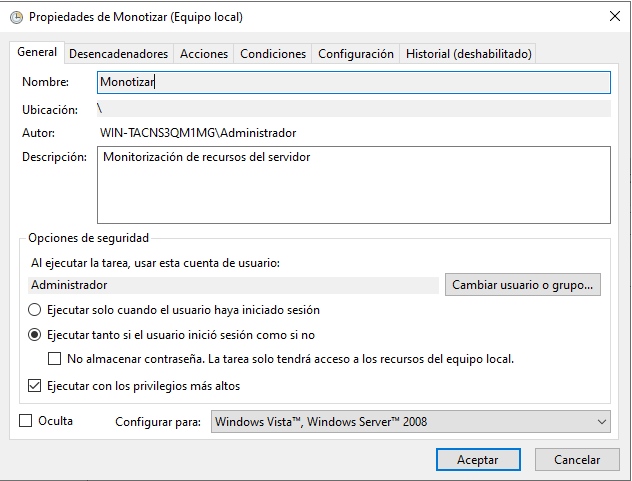 Propiedades de Monotizar (Equipo local)
General Desencadenadores Acciones Condiciones Configuración Historial (deshabilitado)
Nombre: Monotizar
Ubicación: \
Autor: WIN-TACNS3QM1MG\Administrador
Descripción: Monitorización de recursos del servidor
Opciones de seguridad
Al ejecutar la tarea, usar esta cuenta de usuario:
Administrador Cambiar usuario o grupo...
Ejecutar solo cuando el usuario haya iniciado sesión
Ejecutar tanto si el usuario inició sesión como si no
No almacenar contraseña. La tarea solo tendrá acceso a los recursos del equipo local.
Ejecutar con los privilegios más altos
Oculta Configurar para: Windows Vista™, Windows Server™ 2008
Aceptar Cancelar